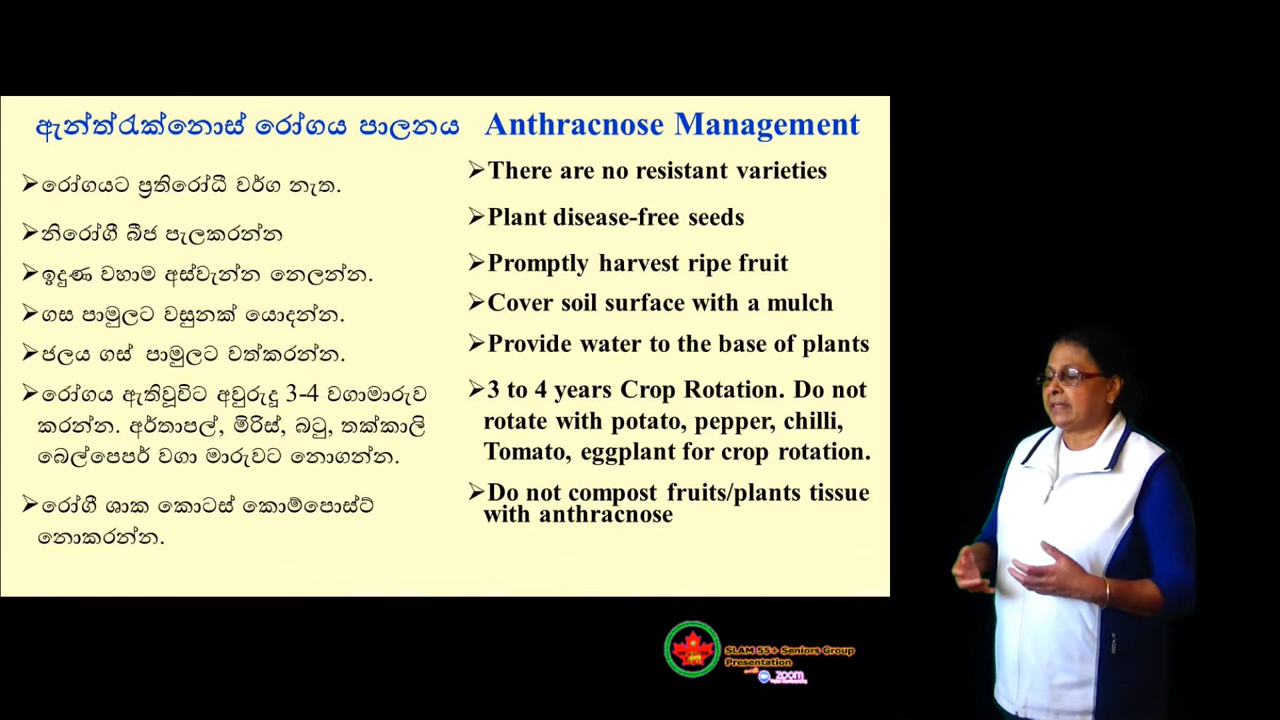 ඇන්ත්රැක්නොස් රෝගය පාලනය
රෝගයට ප්‍රතිරෝධී වර්ග නැත.
නිරෝගී බීජ පැලකරන්න
ඉදුණ වහාම අස්වැන්න නෙලන්න.
ගස පාමුලට වසුනක් යොදන්න.
ජලය ගස් පාමුලට වත්කරන්න.
රෝගය ඇතිවූවිට අවුරුදු 3-4 වගාමාරුව
කරන්න. අර්තාපල්, මිරිස්, බටු, තක්කාලි
බෙල්පෙපර් වගා මාරුවට නොගන්න.
රෝගී ශාක කොටස් කොම්පොස්ට්
නොකරන්න.
Anthracnose Management
There are no resistant varieties
Plant disease-free seeds
Promptly harvest ripe fruit
Cover soil surface with a mulch
Provide water to the base of plants
3 to 4 years Crop Rotation. Do not
rotate with potato, pepper, chilli,
Tomato, eggplant for crop rotation.
Do not compost fruits/plants tissue
with anthracnose
SLAM 55+ Seniors Group
Presentation
zoom